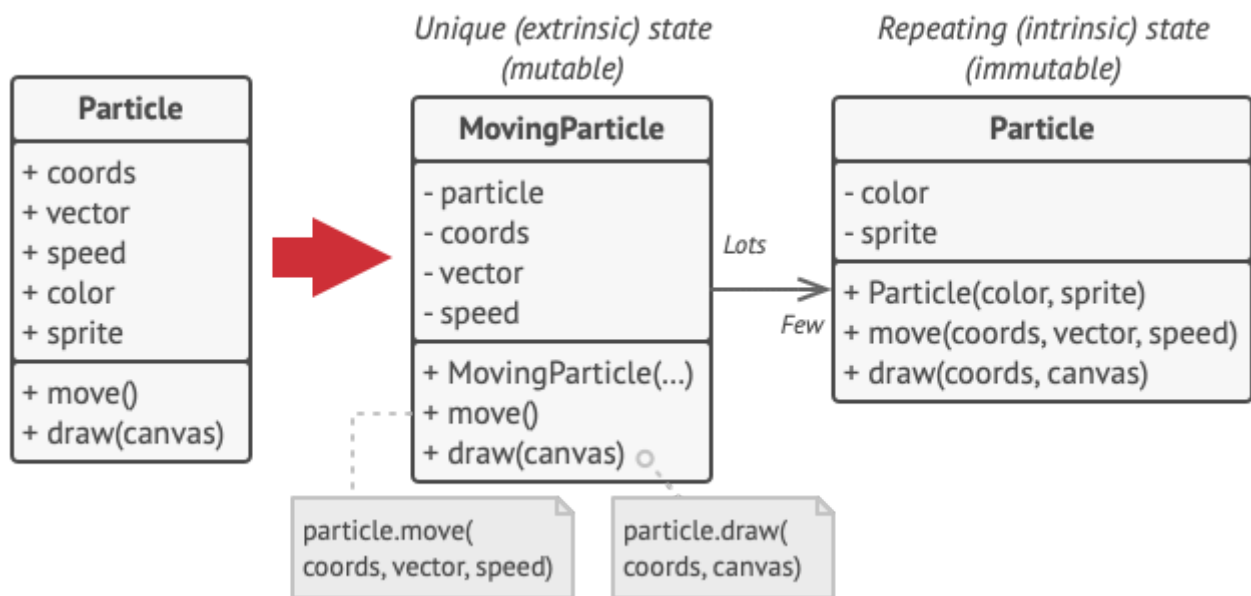 Particle
+ coords
+ vector
+ speed
+ color
+ sprite
+ move()
+ draw(canvas)
Unique (extrinsic) state
(mutable)
MovingParticle
- particle
- coords
- vector
- speed
+ MovingParticle(...)
+ move()
+ draw(canvas)
particle.move(
coords, vector, speed)
particle.draw(
coords, canvas)
Lots
Few
Repeating (intrinsic) state
(immutable)
Particle
- color
- sprite
+ Particle(color, sprite)
+ move(coords, vector, speed)
+ draw(coords, canvas)